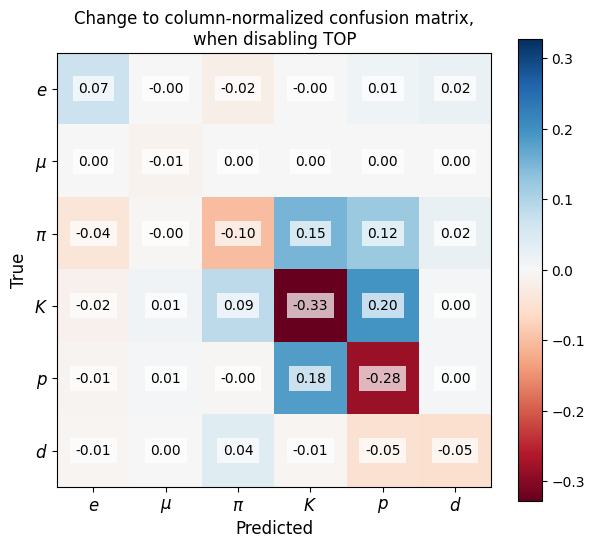 Change to column-normalized confusion matrix,
when disabling TOP
True
e 0.07 -0.00 -0.02 -0.00 0.01 0.02
μ 0.00 -0.01 0.00 0.00 0.00 0.00
π -0.04 -0.00 -0.10 0.15 0.12 0.02
K -0.02 0.01 0.09 -0.33 0.20 0.00
p -0.01 0.01 -0.00 0.18 -0.28 0.00
d -0.01 0.00 0.04 -0.01 -0.05 -0.05
e μ π K p d
Predicted
0.3
0.2
0.1
0.0
−0.1
−0.2
−0.3